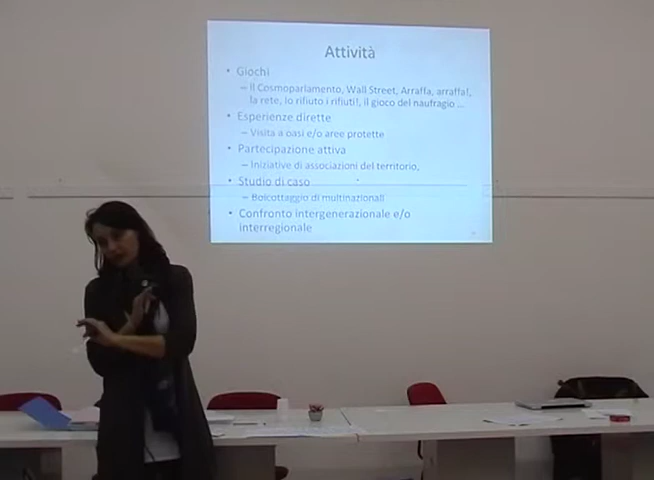 Attività
• Giochi
– Il Cosmoparlamento, Wall Street, Arraffa, arraffa!,
la rete, Io rifiuto i rifiuti!, il gioco del naufragio ...
• Esperienze dirette
– Visita a oasi e/o aree protette
• Partecipazione attiva
– Iniziative di associazioni del territorio,
• Studio di caso
– Boicottaggio di multinazionali
• Confronto intergenerazionale e/o
interregionale